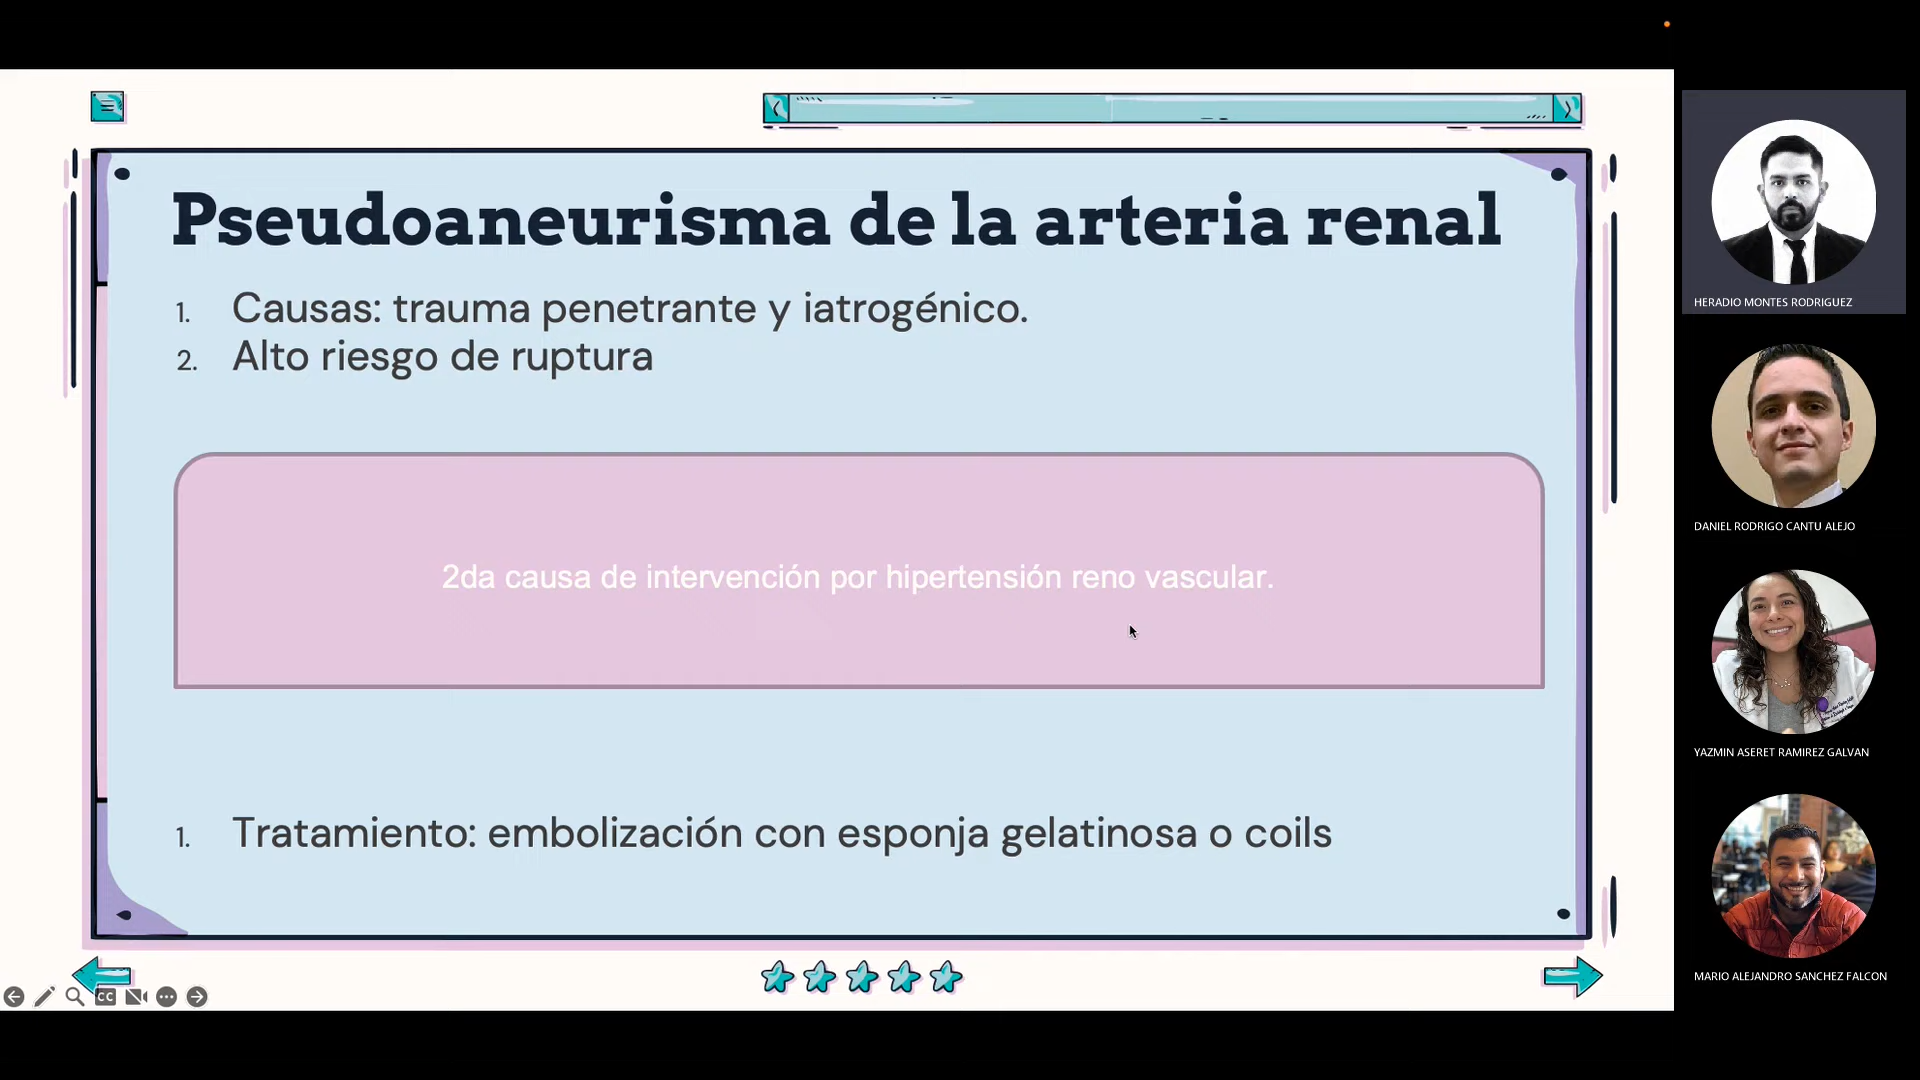 Pseudoaneurisma de la arteria renal
1. Causas: trauma penetrante y iatrogénico.
2. Alto riesgo de ruptura
2da causa de intervención por hipertensión reno vascular.
1. Tratamiento: embolización con esponja gelatinosa o coils
CC
HERADIO MONTES RODRIGUEZ
DANIEL RODRIGO CANTU ALEJO
YAZMIN ASERET RAMIREZ GALVAN
MARIO ALEJANDRO SANCHEZ FALCON